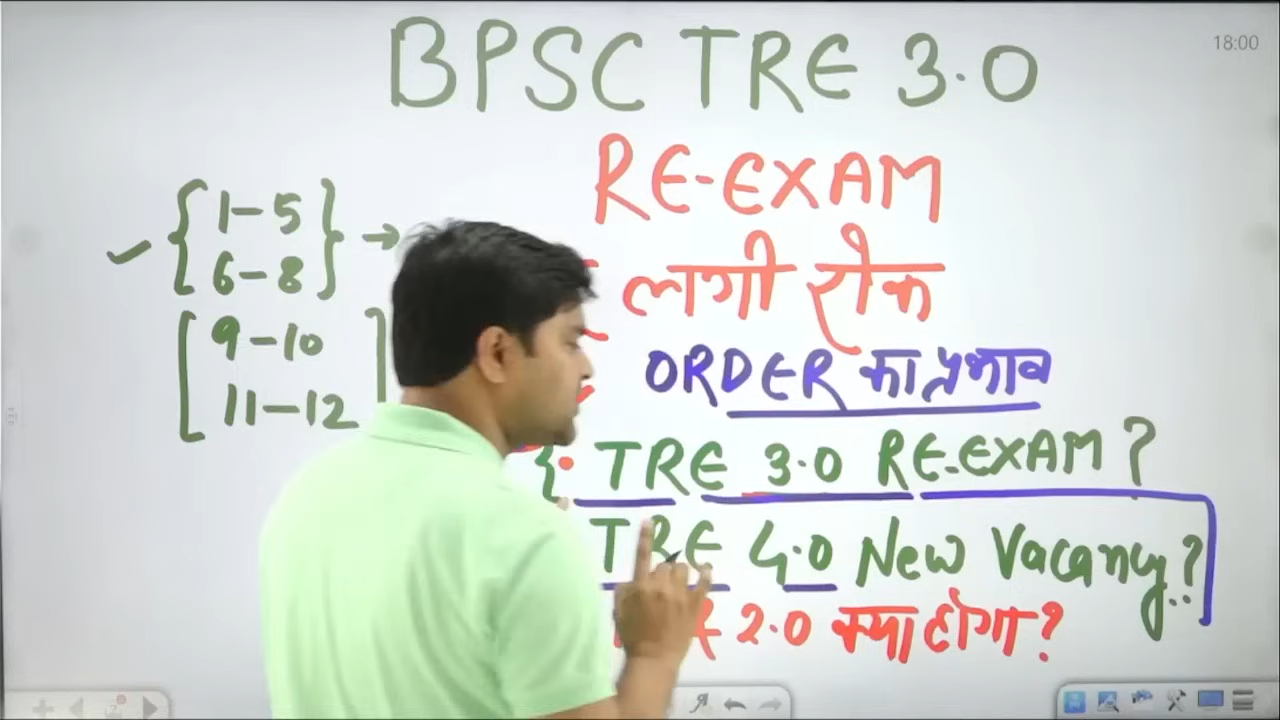 BPSC TRE 3.0
18:00
RE-EXAM
1-5
6-8
9-10
11-12
लगी रोक
ORDER का प्रभाव
TRE 3.0 RE-EXAM?
TRE 4.0 New Vacancy?
2.0 क्या होगा?